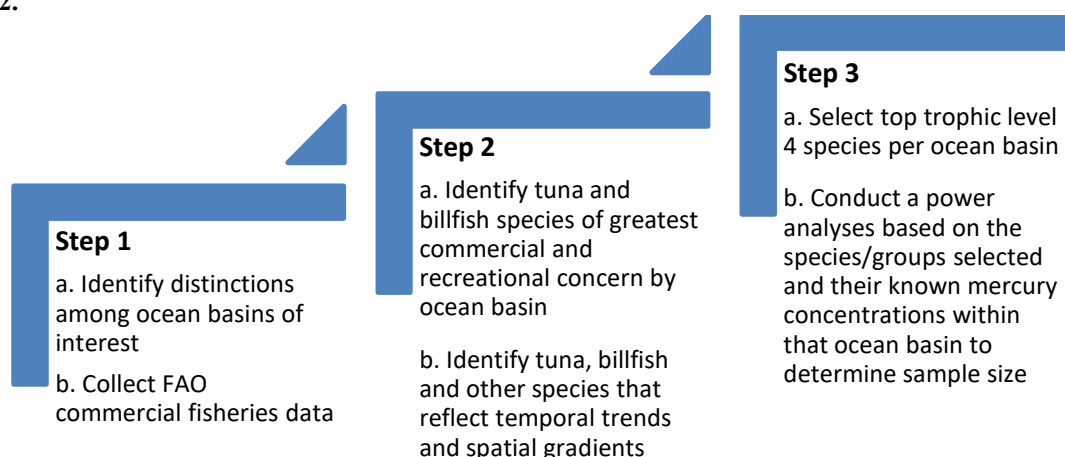 2.
Step 1
a. Identify distinctions
among ocean basins of
interest
b. Collect FAO
commercial fisheries data
Step 2
a. Identify tuna and
billfish species of greatest
commercial and
recreational concern by
ocean basin
b. Identify tuna, billfish
and other species that
reflect temporal trends
and spatial gradients
Step 3
a. Select top trophic level
4 species per ocean basin
b. Conduct a power
analyses based on the
species/groups selected
and their known mercury
concentrations within
that ocean basin to
determine sample size